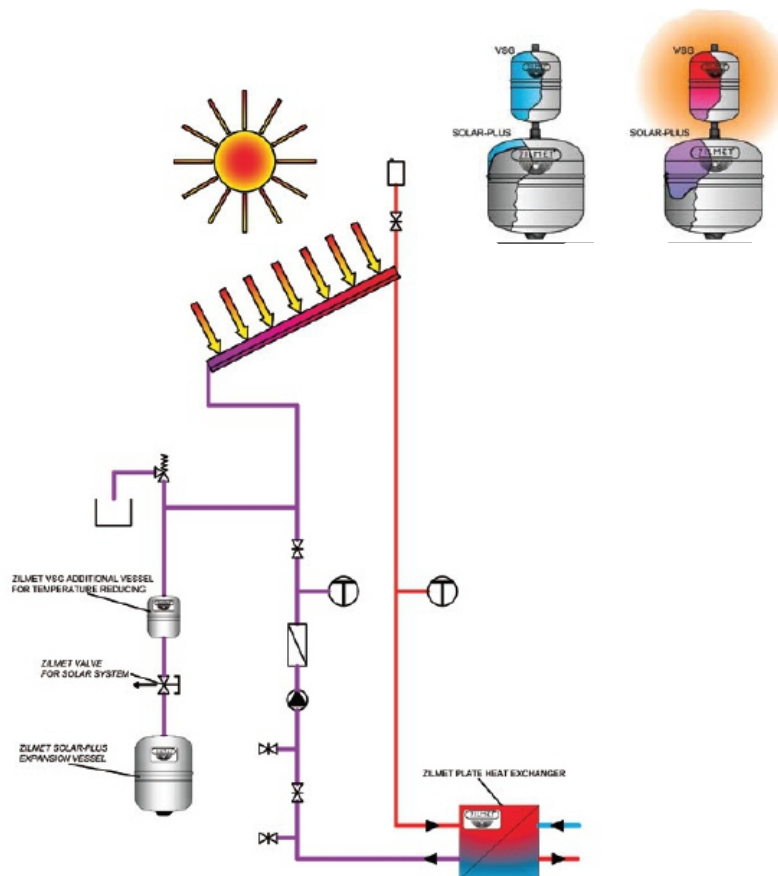 VSG
VSG
SOLAR-PLUS
SOLAR-PLUS
ZILMET
ZILMET
ZILMET VSG ADDITIONAL VESSEL
FOR TEMPERATURE REDUCING
T
T
ZILMET VALVE
FOR SOLAR SYSTEM
ZILMET SOLAR-PLUS
EXPANSION VESSEL
ZILMET PLATE HEAT EXCHANGER
ZILMET